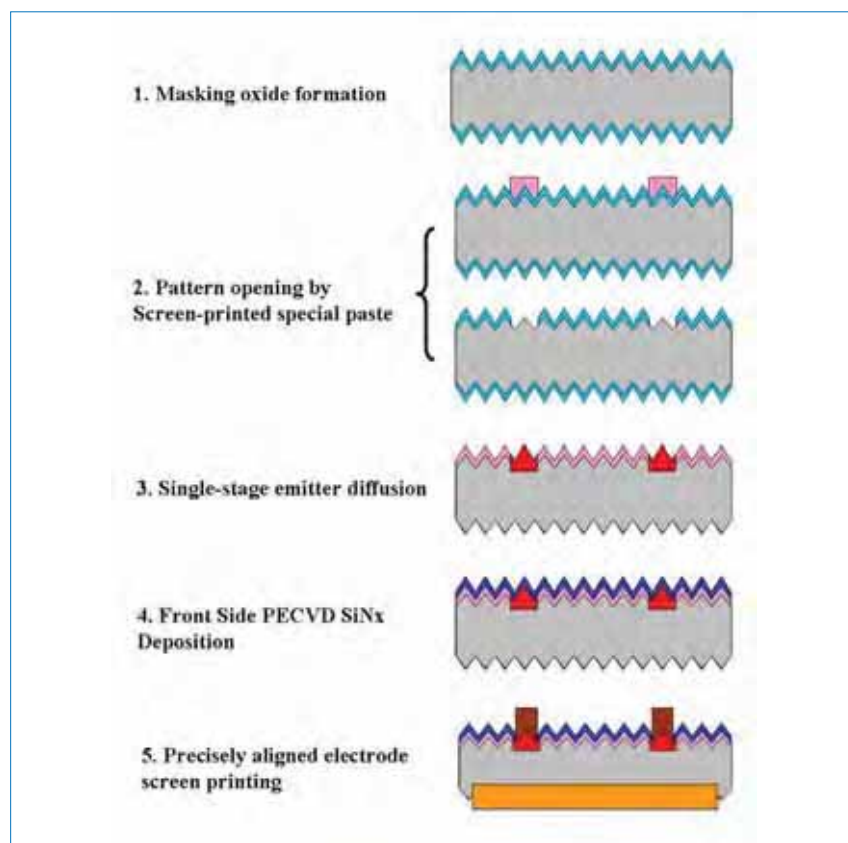 1. Masking oxide formation
2. Pattern opening by
Screen-printed special paste
3. Single-stage emitter diffusion
4. Front Side PECVD SiNx
Deposition
5. Precisely aligned electrode
screen printing